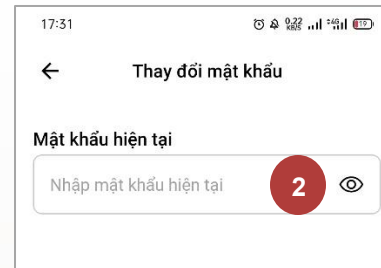 17:31 0.22 KB/S 4G 19
Thay đổi mật khẩu
Mật khẩu hiện tại
Nhập mật khẩu hiện tại 2